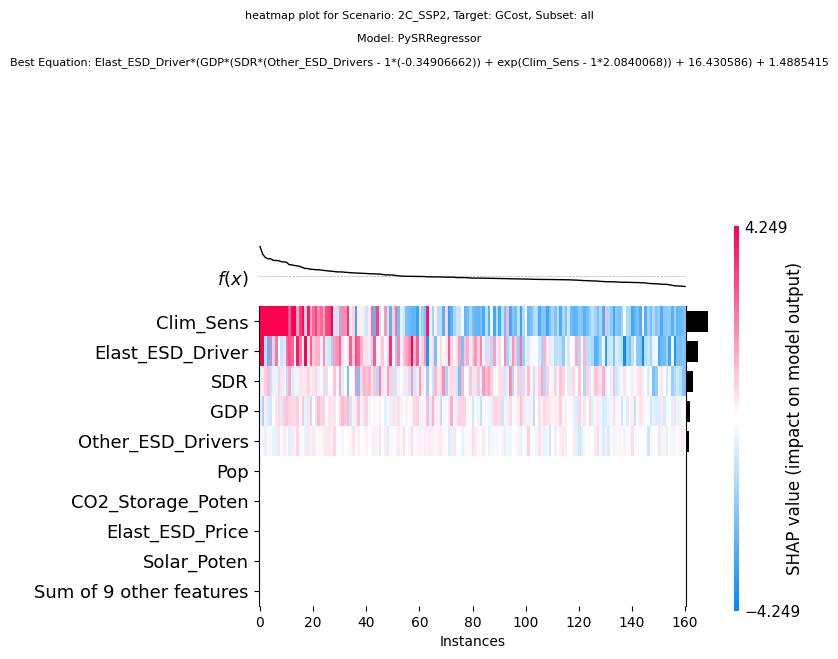 heatmap plot for Scenario: 2C_SSP2, Target: GCost, Subset: all
Model: PySRRegressor
Best Equation: Elast_ESD_Driver*(GDP*(SDR*(Other_ESD_Drivers - 1*(-0.34906662)) + exp(Clim_Sens - 1*2.0840068)) + 16.430586) + 1.4885415
4.249
f(x)
Clim_Sens
Elast_ESD_Driver
SDR
GDP
Other_ESD_Drivers
Pop
CO2_Storage_Poten
Elast_ESD_Price
Solar_Poten
Sum of 9 other features
SHAP value (impact on model output)
−4.249
0 20 40 60 80 100 120 140 160
Instances